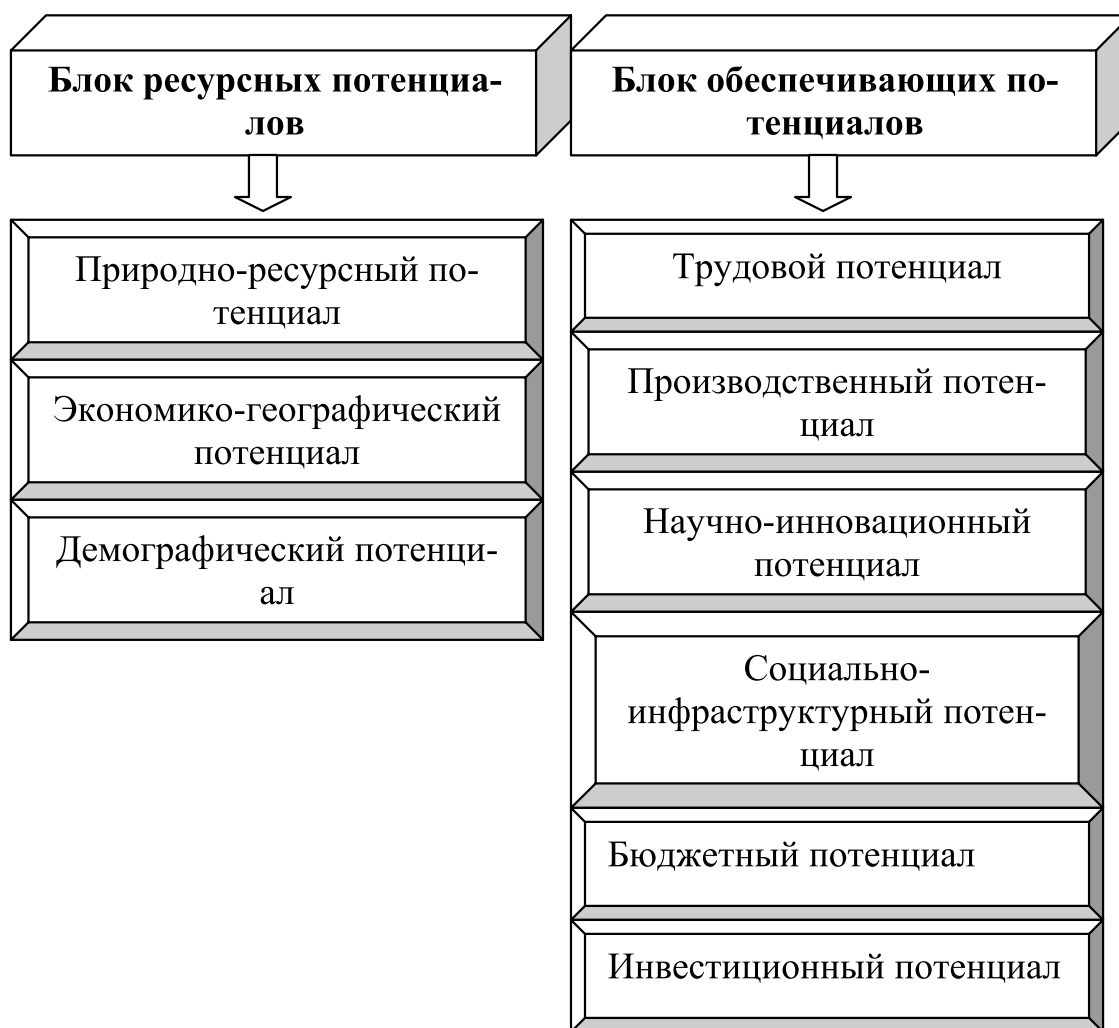 Блок ресурсных потенциа-
лов
Природно-ресурсный по-
тенциал
Экономико-географический
потенциал
Демографический потенци-
ал
Блок обеспечивающих по-
тенциалов
Трудовой потенциал
Производственный потен-
циал
Научно-инновационный
потенциал
Социально-
инфраструктурный потен-
циал
Бюджетный потенциал
Инвестиционный потенциал